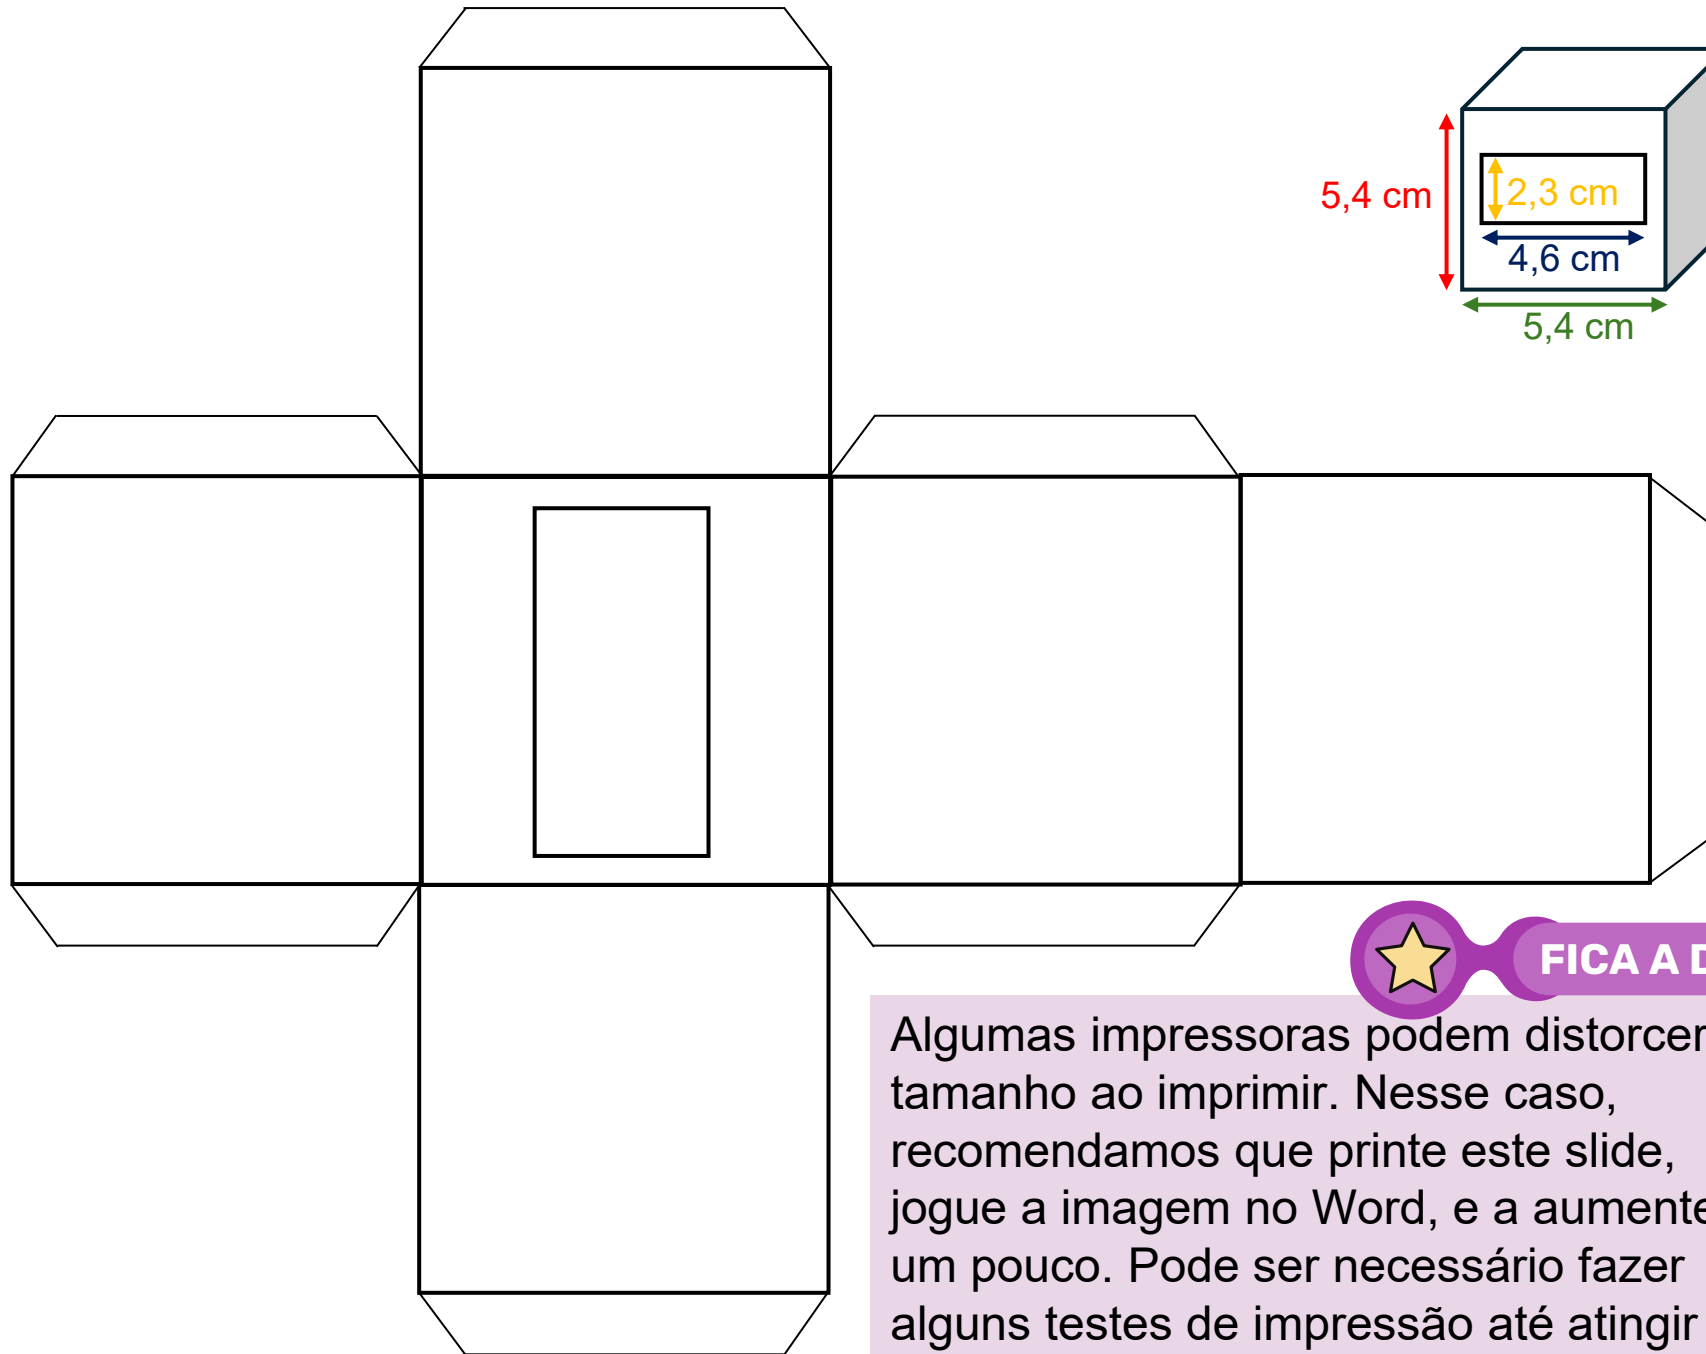 5,4 cm
2,3 cm
4,6 cm
5,4 cm
FICA A D
Algumas impressoras podem distorcer
tamanho ao imprimir. Nesse caso,
recomendamos que printe este slide,
jogue a imagem no Word, e a aumente
um pouco. Pode ser necessário fazer
alguns testes de impressão até atingir